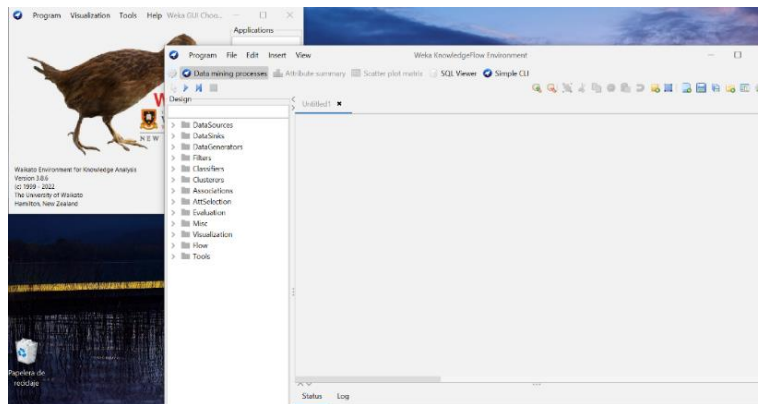 Program Visualization Tools Help Weka GUI Choo...
Applications
Program File Edit Insert View Weka KnowledgeFlow Environment
Data mining processes Attribute summary Scatter plot matrix SQL Viewer Simple CLI
Design
Untitled1
DataSources
DataSinks
DataGenerators
Filters
Classifiers
Clusterers
Associations
AttSelection
Evaluation
Misc
Visualization
Flow
Tools
W
NEW
Waikato Environment for Knowledge Analysis
Version 3.8.6
(c) 1999 - 2022
The University of Waikato
Hamilton, New Zealand
Papelera de
reciclaje
Status Log